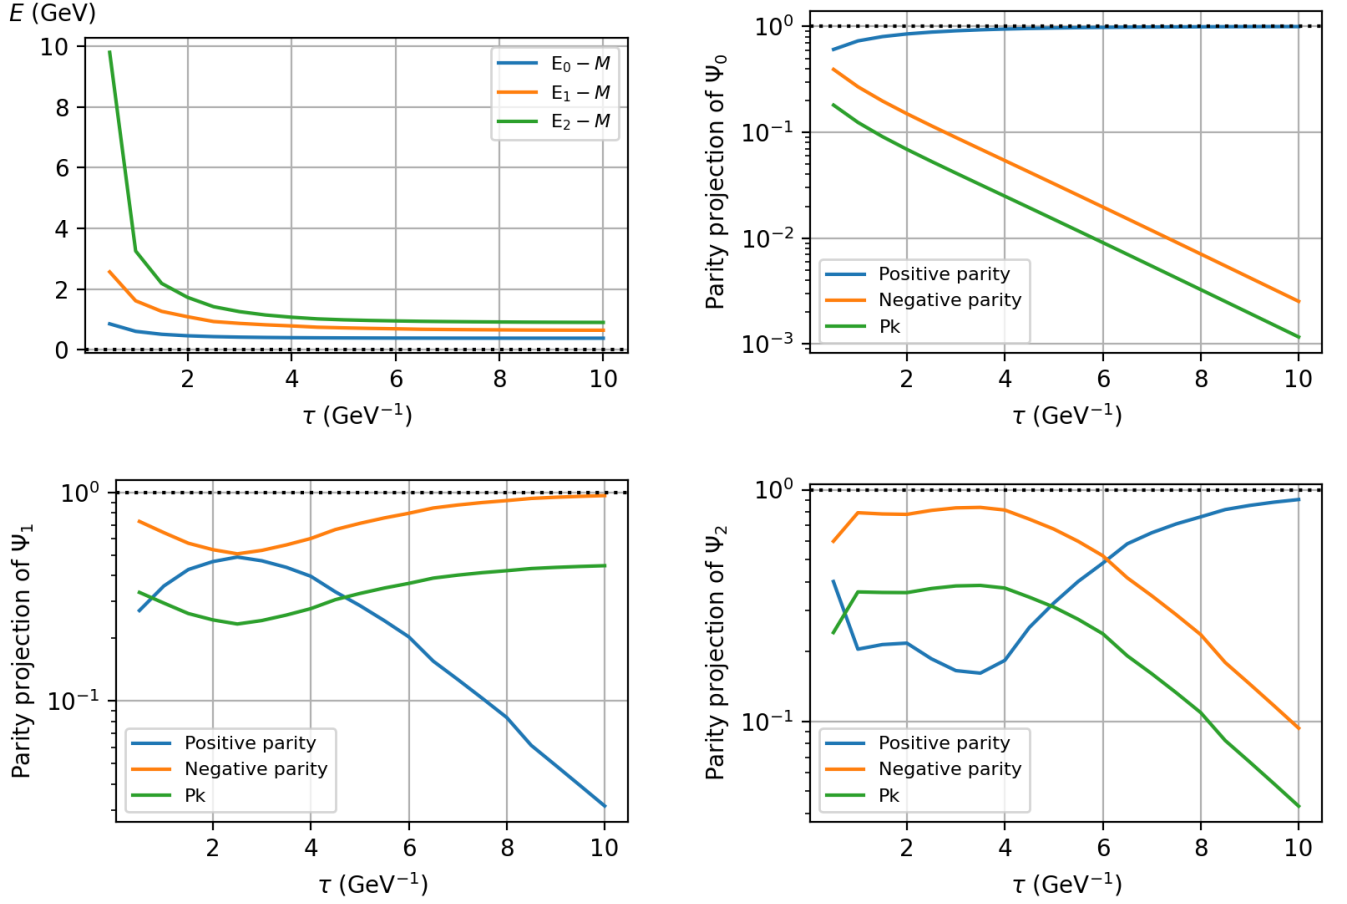 E (GeV)
10
8
6
4
2
0
E₀ − M
E₁ − M
E₂ − M
2 4 6 8 10
τ (GeV⁻¹)
Parity projection of Ψ₀
10⁰
10⁻¹
10⁻²
10⁻³
Positive parity
Negative parity
Pk
2 4 6 8 10
τ (GeV⁻¹)
Parity projection of Ψ₁
10⁰
10⁻¹
Positive parity
Negative parity
Pk
2 4 6 8 10
τ (GeV⁻¹)
Parity projection of Ψ₂
10⁰
10⁻¹
Positive parity
Negative parity
Pk
2 4 6 8 10
τ (GeV⁻¹)